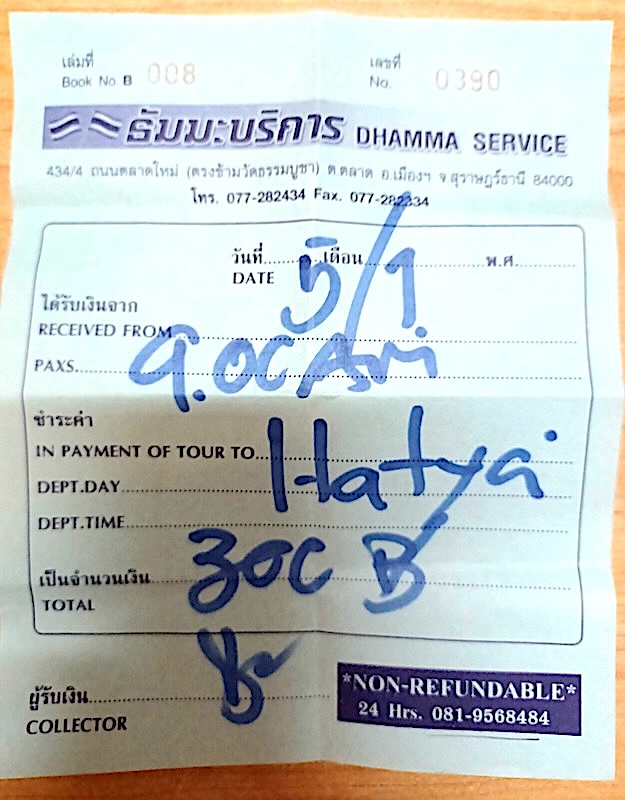 เล่มที่ เลขที่
Book No B 008 No. 0390
ธัมมะบริการ DHAMMA SERVICE
434/4 ถนนตลาดใหม่ (ตรงข้ามวัดธรรมบูชา) ต.ตลาด อ.เมืองฯ จ.สุราษฎร์ธานี 84000
โทร. 077-282434 Fax. 077-282334
วันที่ 5/1 เดือน พ.ศ.
DATE
ได้รับเงินจาก
RECEIVED FROM
PAXS. 9.00 Am
ชำระค่า
IN PAYMENT OF TOUR TO Hatyai
DEPT.DAY
DEPT.TIME
เป็นจำนวนเงิน 300 B
TOTAL
ผู้รับเงิน
COLLECTOR
*NON-REFUNDABLE*
24 Hrs. 081-9568484